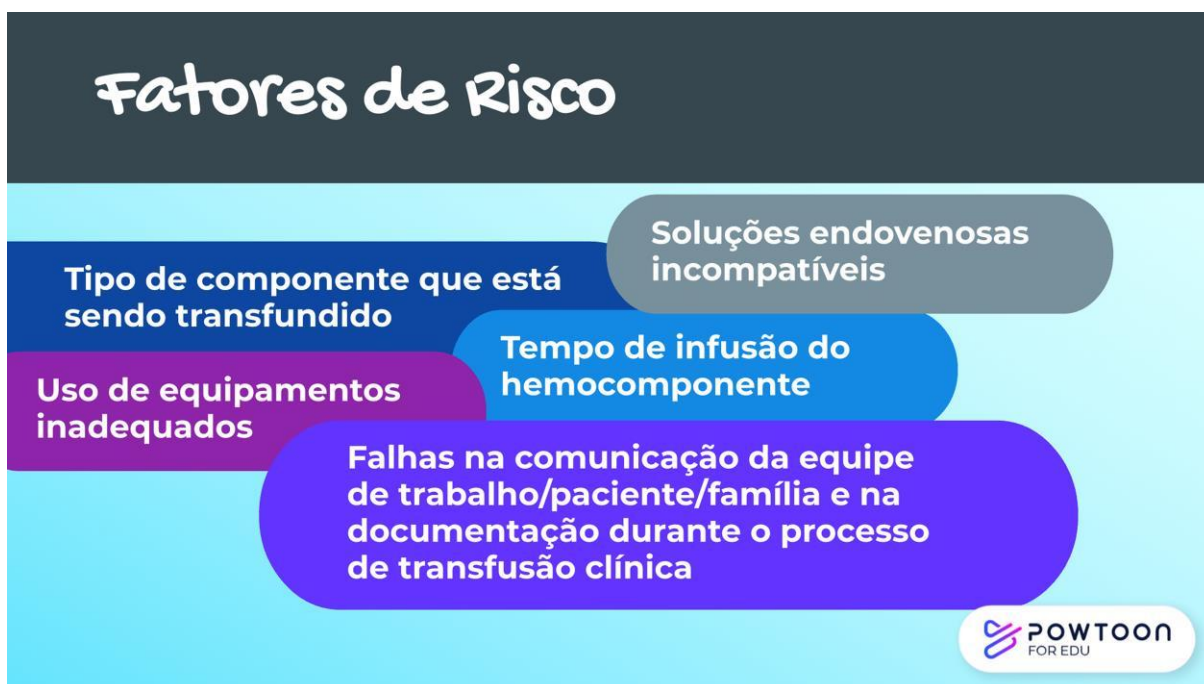 Fatores de Risco
Soluções endovenosas
incompatíveis
Tipo de componente que está
sendo transfundido
Tempo de infusão do
hemocomponente
Uso de equipamentos
inadequados
Falhas na comunicação da equipe
de trabalho/paciente/família e na
documentação durante o processo
de transfusão clínica
POWTOON
FOR EDU